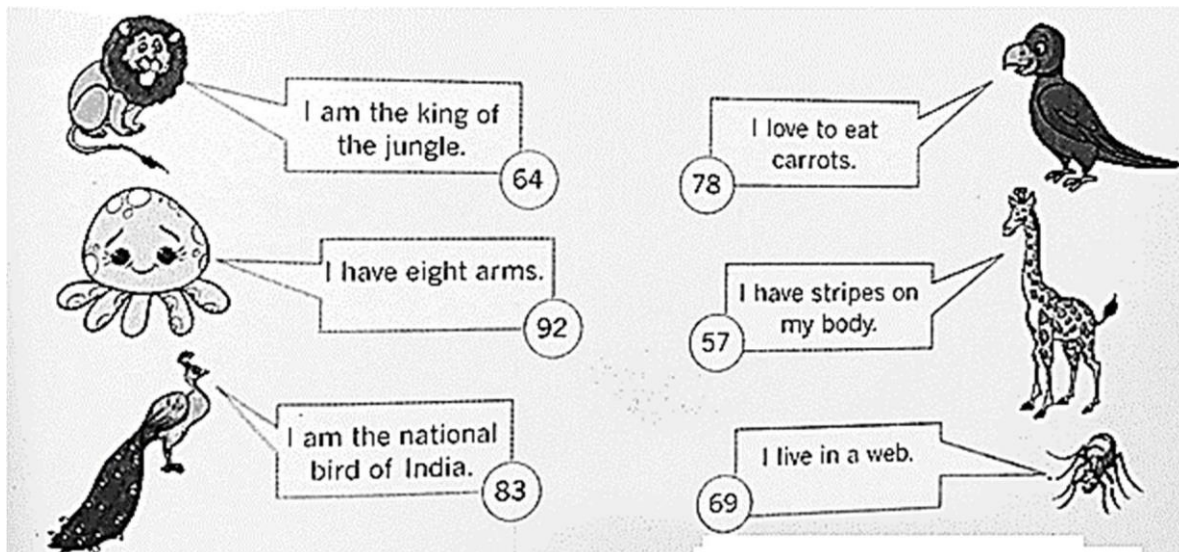 I am the king of
the jungle.
64
I have eight arms.
92
I am the national
bird of India.
83
I love to eat
carrots.
78
I have stripes on
my body.
57
I live in a web.
69